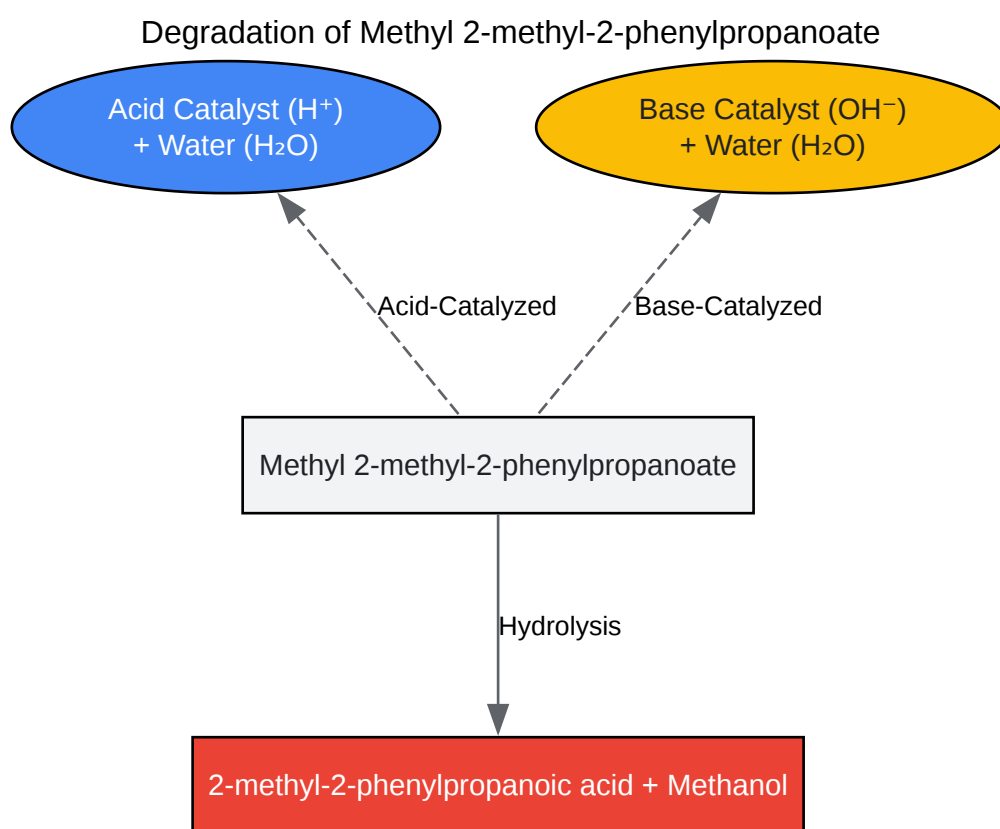 Degradation of Methyl 2-methyl-2-phenylpropanoate
Acid Catalyst (H⁺)
+ Water (H₂O)
Base Catalyst (OH⁻)
+ Water (H₂O)
Acid-Catalyzed
Base-Catalyzed
Methyl 2-methyl-2-phenylpropanoate
Hydrolysis
2-methyl-2-phenylpropanoic acid + Methanol